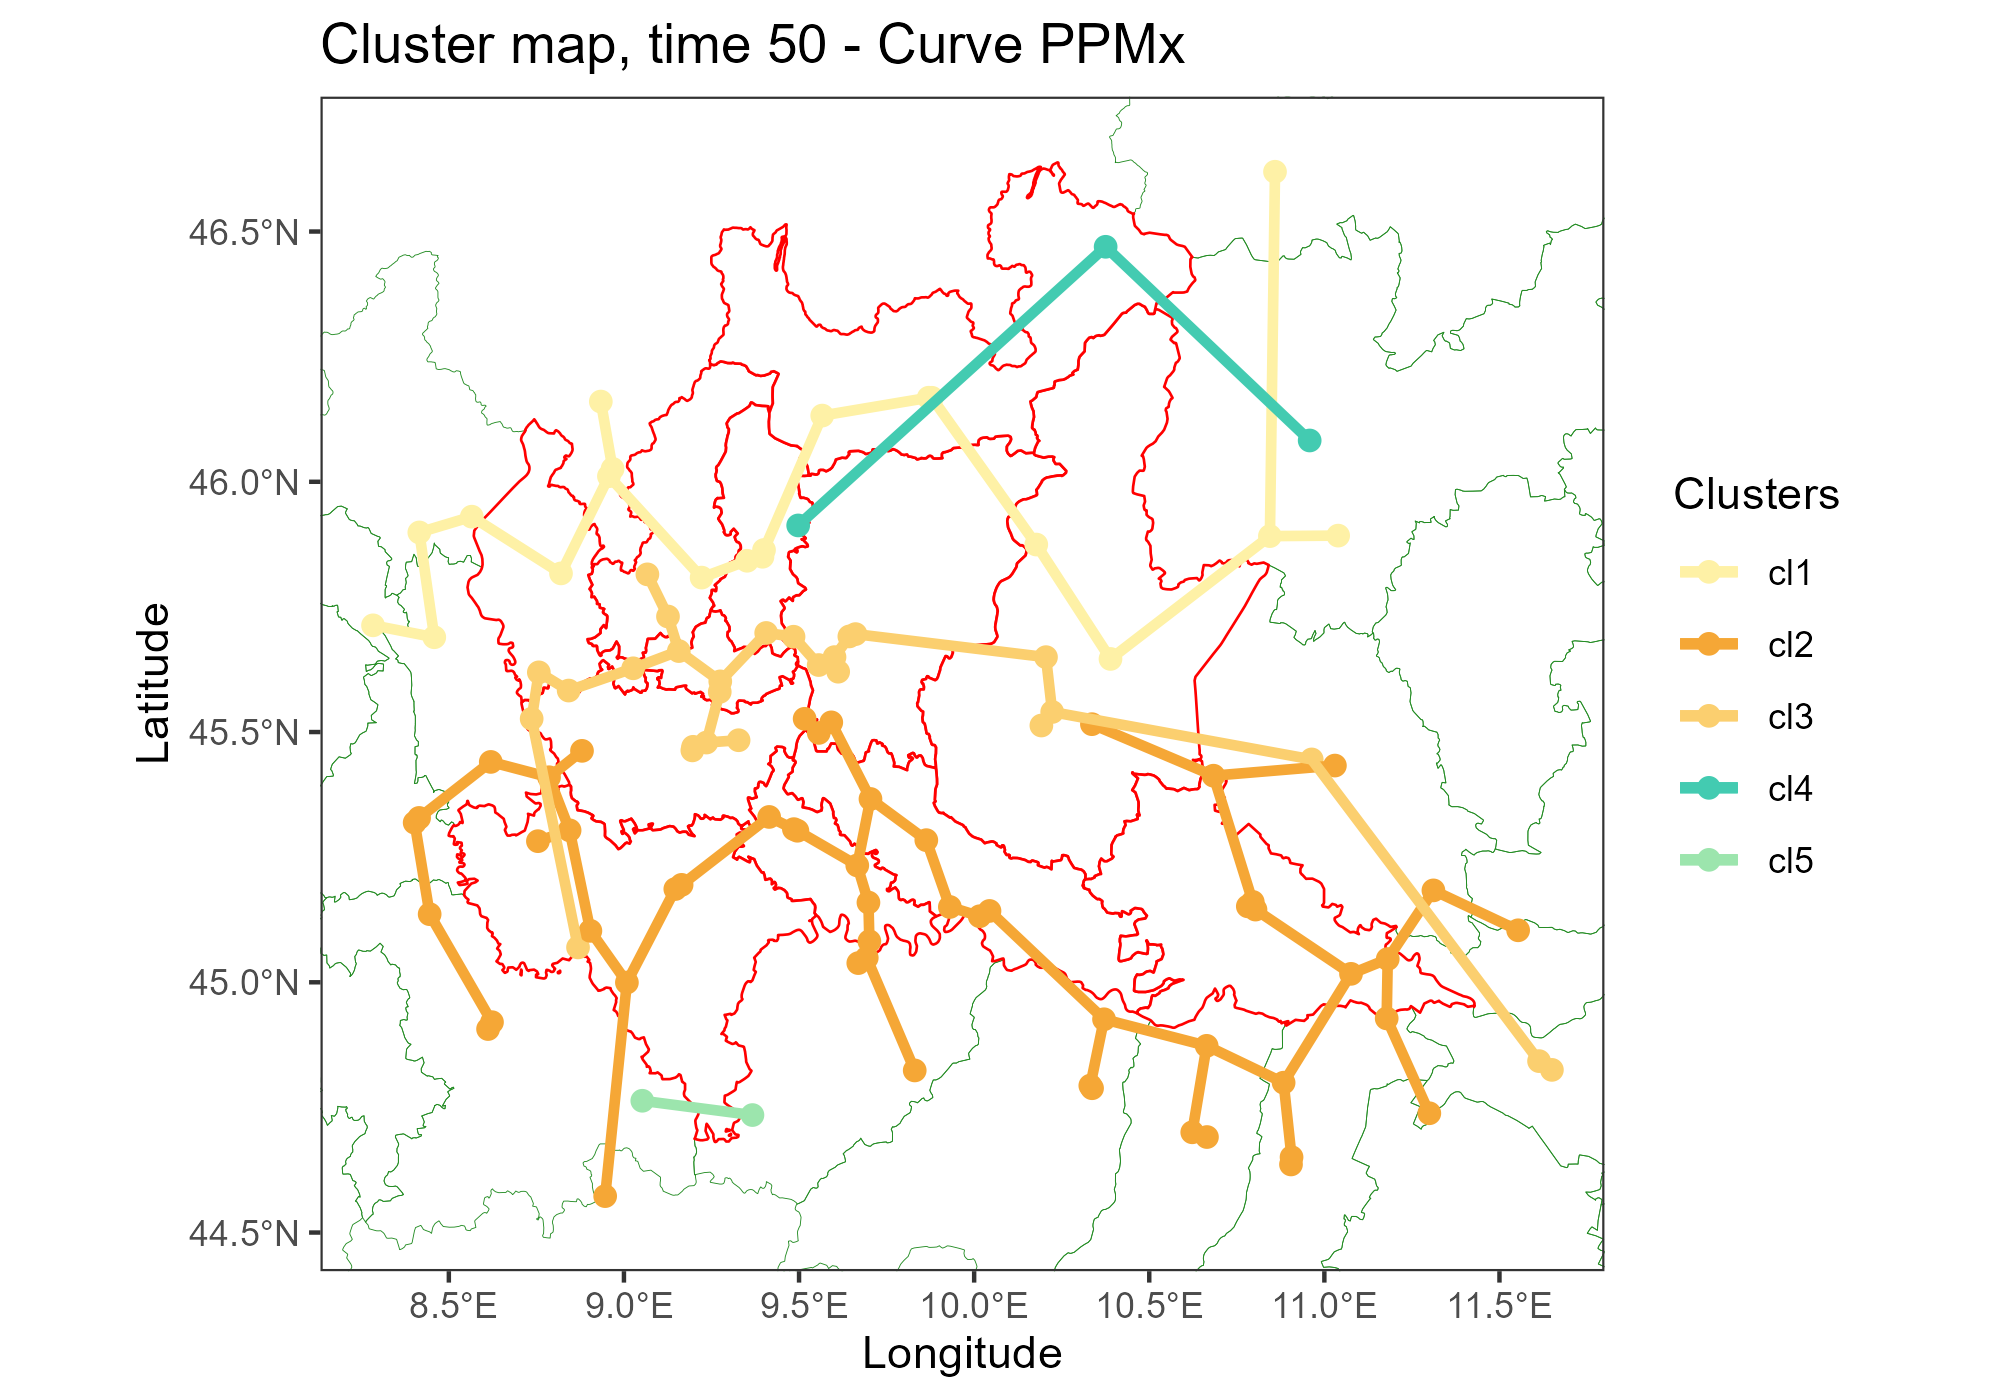 Cluster map, time 50 - Curve PPMx
46.5°N
46.0°N
45.5°N
45.0°N
44.5°N
Latitude
8.5°E
9.0°E
9.5°E
10.0°E
10.5°E
11.0°E
11.5°E
Longitude
Clusters
cl1
cl2
cl3
cl4
cl5